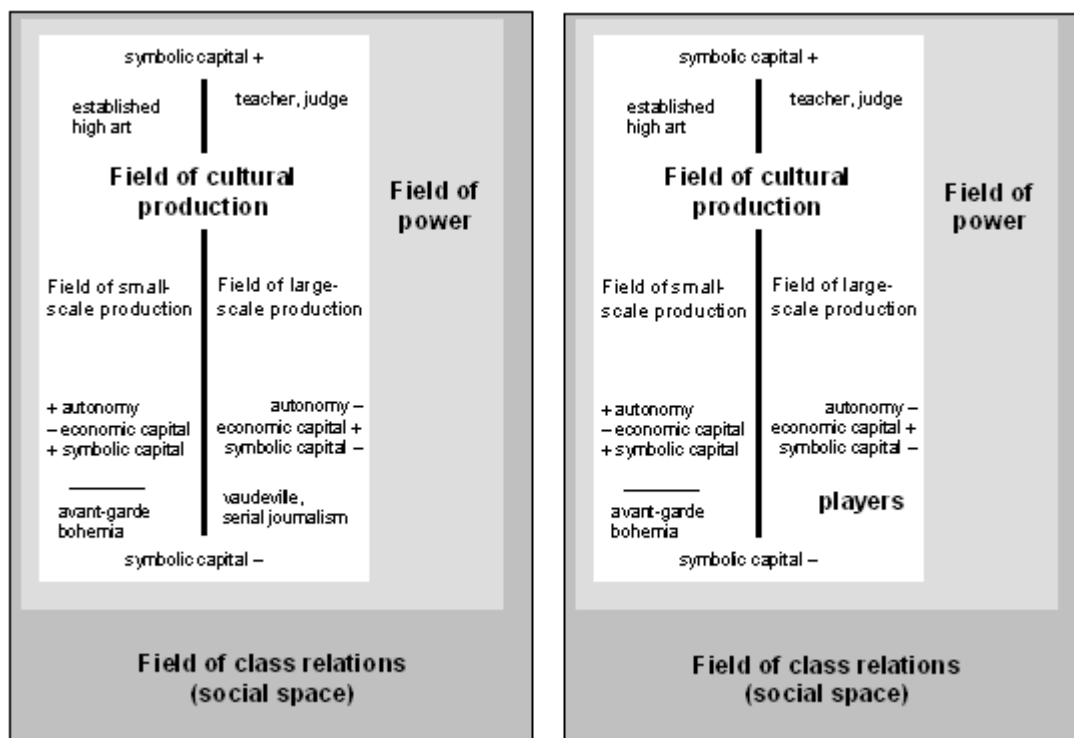 symbolic capital +
established
high art
teacher, judge
Field of cultural
production
Field of
power
Field of small-
scale production
Field of large-
scale production
+ autonomy
– economic capital
+ symbolic capital
autonomy –
economic capital +
symbolic capital –
avant-garde
bohemia
vaudeville,
serial journalism
symbolic capital –
Field of class relations
(social space)
symbolic capital +
established
high art
teacher, judge
Field of cultural
production
Field of
power
Field of small-
scale production
Field of large-
scale production
+ autonomy
– economic capital
+ symbolic capital
autonomy –
economic capital +
symbolic capital –
avant-garde
bohemia
players
symbolic capital –
Field of class relations
(social space)